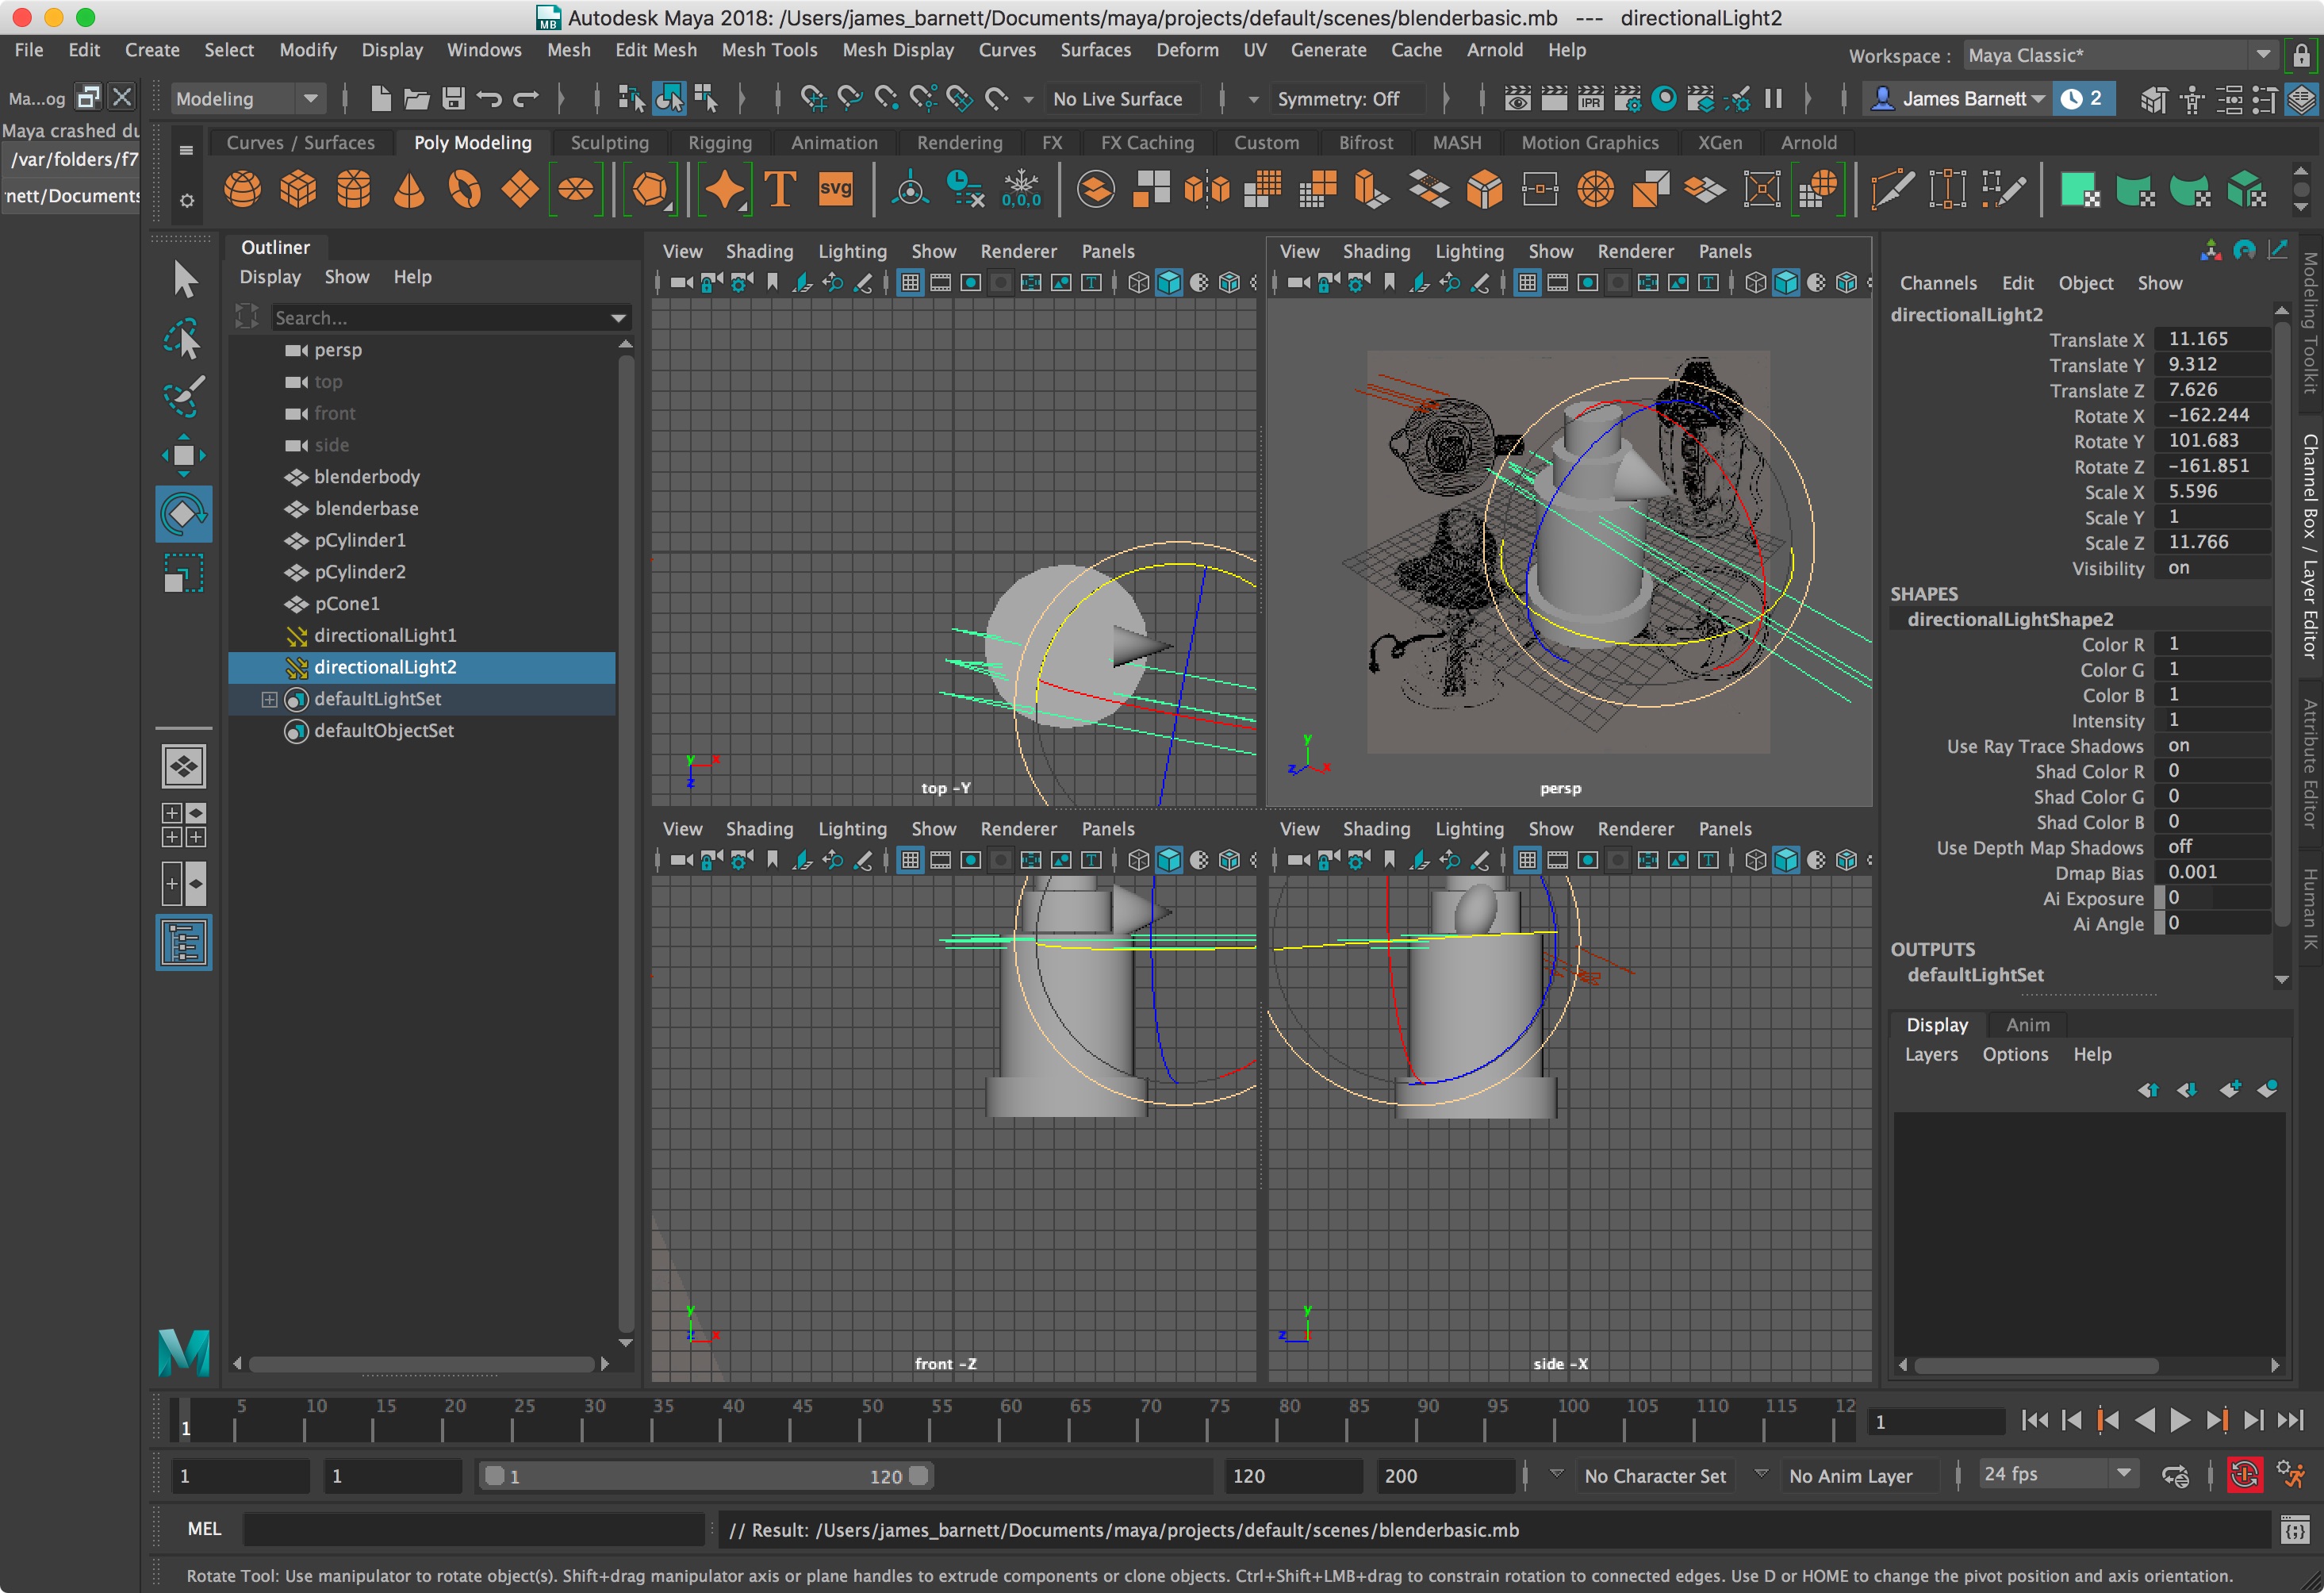 Autodesk Maya 2018: /Users/james_barnett/Documents/maya/projects/default/scenes/blenderbasic.mb --- directionalLight2
File Edit Create Select Modify Display Windows Mesh Edit Mesh Mesh Tools Mesh Display Curves Surfaces Deform UV Generate Cache Arnold Help
Workspace : Maya Classic*
Ma...og
Modeling
No Live Surface
Symmetry: Off
IPR
James Barnett
2
Maya crashed du
/var/folders/f7
nett/Documents
Curves / Surfaces Poly Modeling Sculpting Rigging Animation Rendering FX FX Caching Custom Bifrost MASH Motion Graphics XGen Arnold
T
svg
0,0,0
Outliner
Display Show Help
Search...
persp
top
front
side
blenderbody
blenderbase
pCylinder1
pCylinder2
pCone1
directionalLight1
directionalLight2
defaultLightSet
defaultObjectSet
View Shading Lighting Show Renderer Panels
top -Y
View Shading Lighting Show Renderer Panels
persp
View Shading Lighting Show Renderer Panels
front -Z
View Shading Lighting Show Renderer Panels
side -X
Channels Edit Object Show
directionalLight2
Translate X 11.165
Translate Y 9.312
Translate Z 7.626
Rotate X -162.244
Rotate Y 101.683
Rotate Z -161.851
Scale X 5.596
Scale Y 1
Scale Z 11.766
Visibility on
SHAPES
directionalLightShape2
Color R 1
Color G 1
Color B 1
Intensity 1
Use Ray Trace Shadows on
Shad Color R 0
Shad Color G 0
Shad Color B 0
Use Depth Map Shadows off
Dmap Bias 0.001
Ai Exposure 0
Ai Angle 0
OUTPUTS
defaultLightSet
Display Anim
Layers Options Help
Modeling Toolkit
Channel Box / Layer Editor
Attribute Editor
Human IK
1 5 10 15 20 25 30 35 40 45 50 55 60 65 70 75 80 85 90 95 100 105 110 115 12
1
1 1 1 120 120 200 No Character Set No Anim Layer 24 fps
MEL
// Result: /Users/james_barnett/Documents/maya/projects/default/scenes/blenderbasic.mb
Rotate Tool: Use manipulator to rotate object(s). Shift+drag manipulator axis or plane handles to extrude components or clone objects. Ctrl+Shift+LMB+drag to constrain rotation to connected edges. Use D or HOME to change the pivot position and axis orientation.